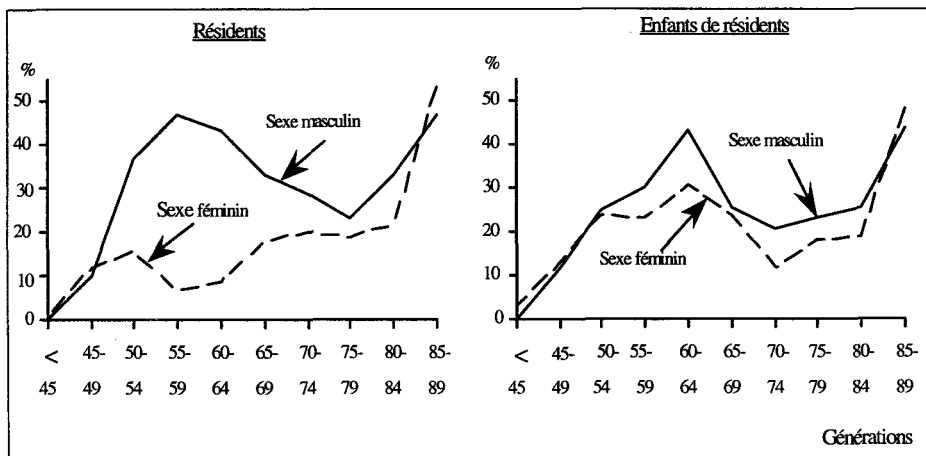 Résidents
%
50
40
30
20
10
0
Sexe masculin
Sexe féminin
< 45- 50- 55- 60- 65- 70- 75- 80- 85-
45 49 54 59 64 69 74 79 84 89
Enfants de résidents
%
50
40
30
20
10
0
Sexe masculin
Sexe féminin
< 45- 50- 55- 60- 65- 70- 75- 80- 85-
45 49 54 59 64 69 74 79 84 89
Générations